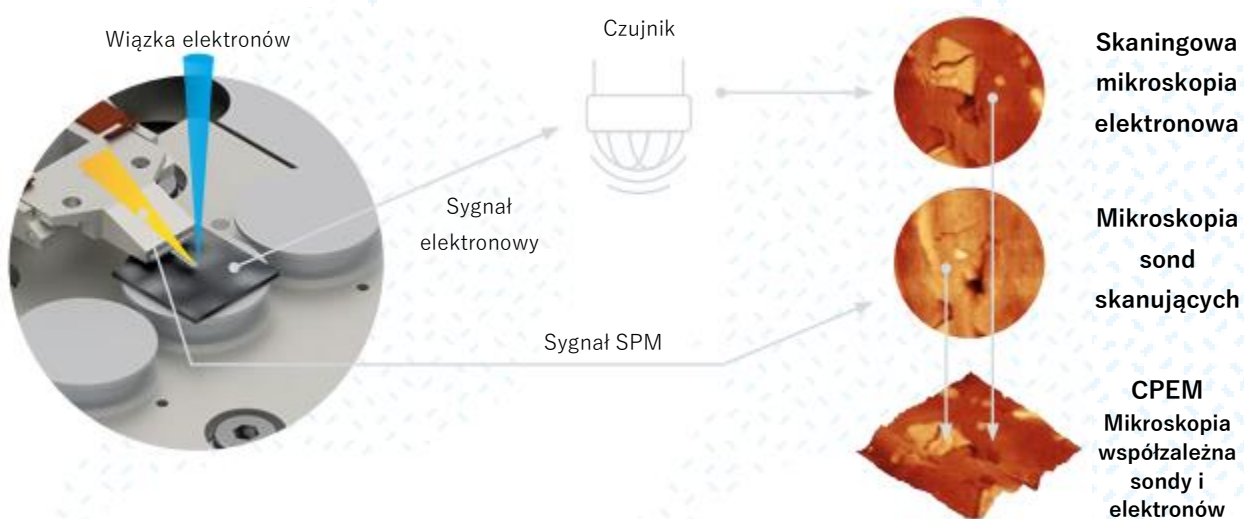 Wiązka elektronów
Czujnik
Sygnał
elektronowy
Sygnał SPM
Skaningowa
mikroskopia
elektronowa
Mikroskopia
sond
skanujących
CPEM
Mikroskopia
współzależna
sondy i
elektronów